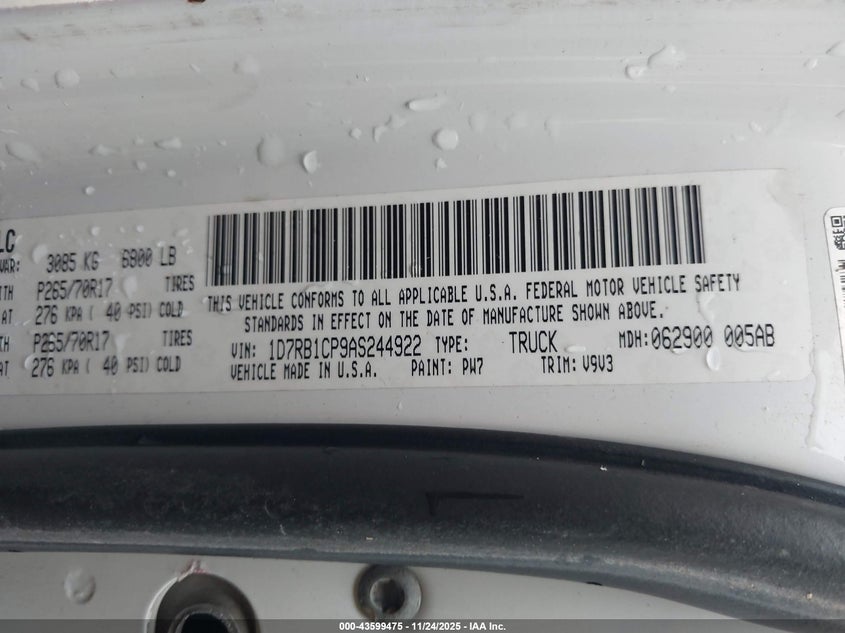 LC
VAR: 3085 KG 6800 LB
TH P265/70R17 TIRES
AT 276 KPA ( 40 PSI) COLD
TH P265/70R17 TIRES
AT 276 KPA ( 40 PSI) COLD
THIS VEHICLE CONFORMS TO ALL APPLICABLE U.S.A. FEDERAL MOTOR VEHICLE SAFETY
STANDARDS IN EFFECT ON THE DATE OF MANUFACTURE SHOWN ABOVE.
VIN: 1D7RB1CP9AS244922 TYPE: TRUCK MDH:062900 005AB
VEHICLE MADE IN U.S.A. PAINT: PW7 TRIM: V9V3
000-43599475 - 11/24/2025 - IAA Inc.